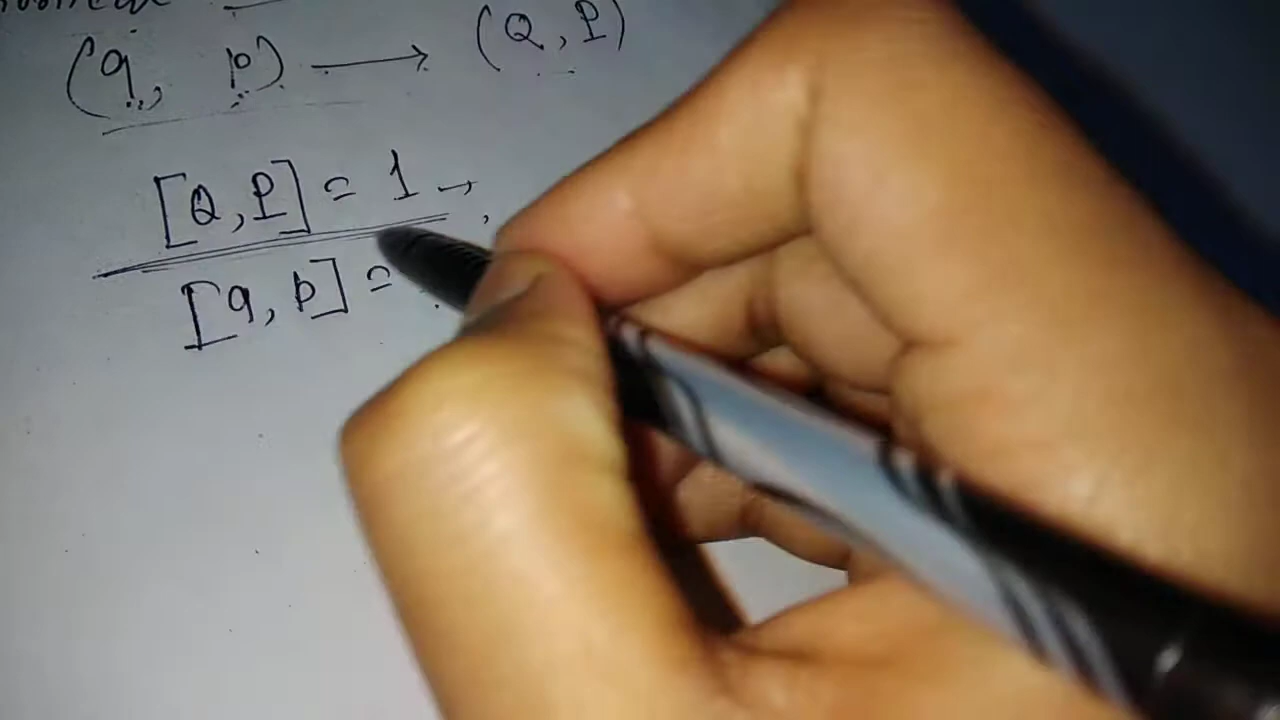 (q, p) → (Q, P)
[Q, P] = 1 →
[q, p] =